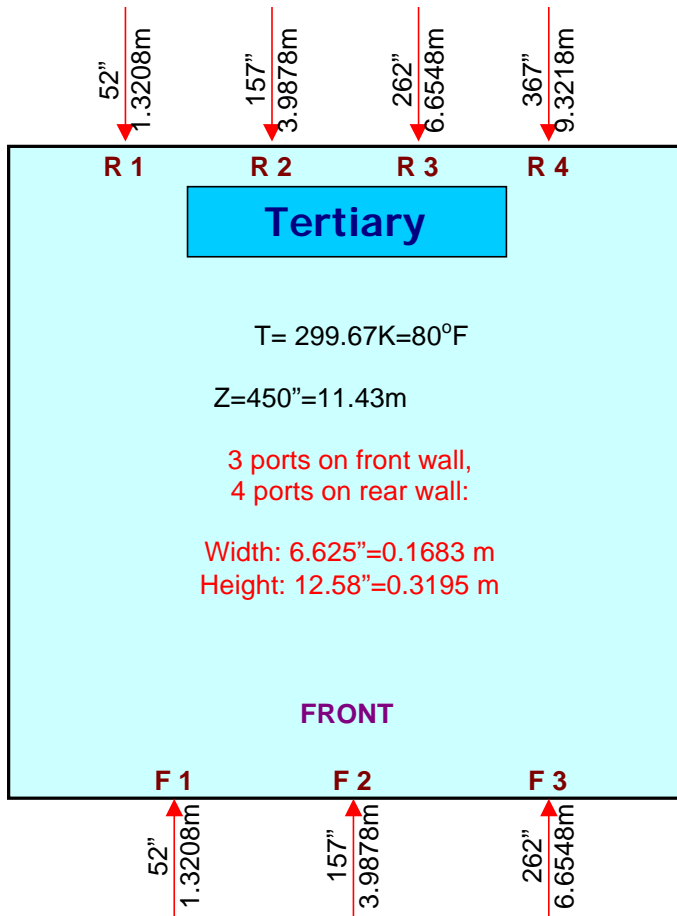 52”
1.3208m
157”
3.9878m
262”
6.6548m
367”
9.3218m
R 1
R 2
R 3
R 4
Tertiary
T= 299.67K=80°F
Z=450”=11.43m
3 ports on front wall,
4 ports on rear wall:
Width: 6.625”=0.1683 m
Height: 12.58”=0.3195 m
FRONT
F 1
F 2
F 3
52”
1.3208m
157”
3.9878m
262”
6.6548m